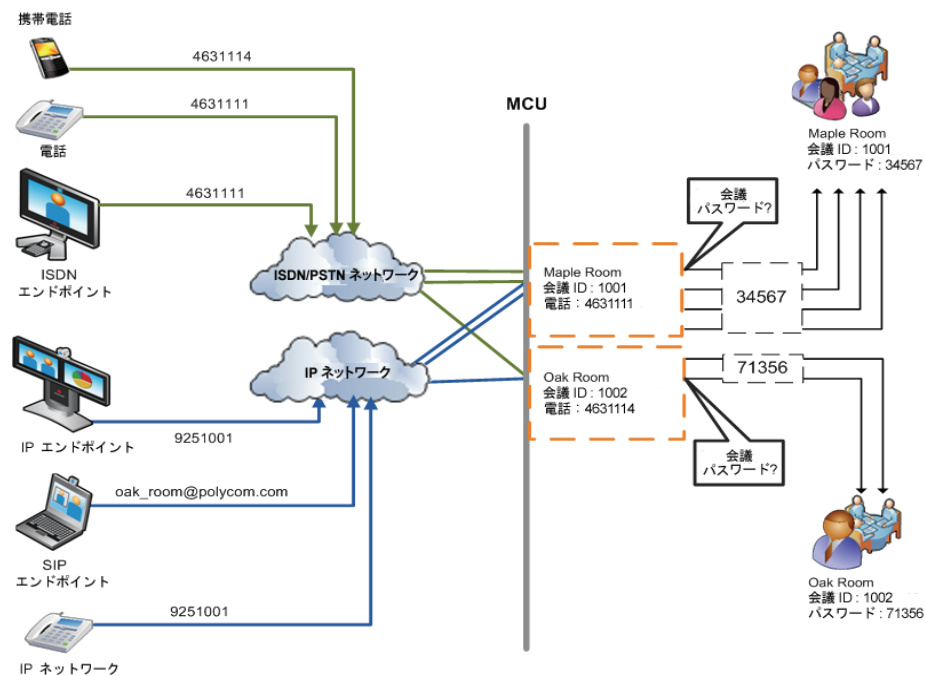 携帯電話
4631114
4631111
電話
4631111
ISDN
エンドポイント
ISDN/PSTN ネットワーク
IP ネットワーク
IP エンドポイント
9251001
oak_room@polycom.com
SIP
エンドポイント
9251001
IP ネットワーク
MCU
Maple Room
会議 ID : 1001
電話 : 4631111
Oak Room
会議 ID : 1002
電話 : 4631114
会議
パスワード?
34567
71356
会議
パスワード?
Maple Room
会議 ID : 1001
パスワード : 34567
Oak Room
会議 ID : 1002
パスワード : 71356